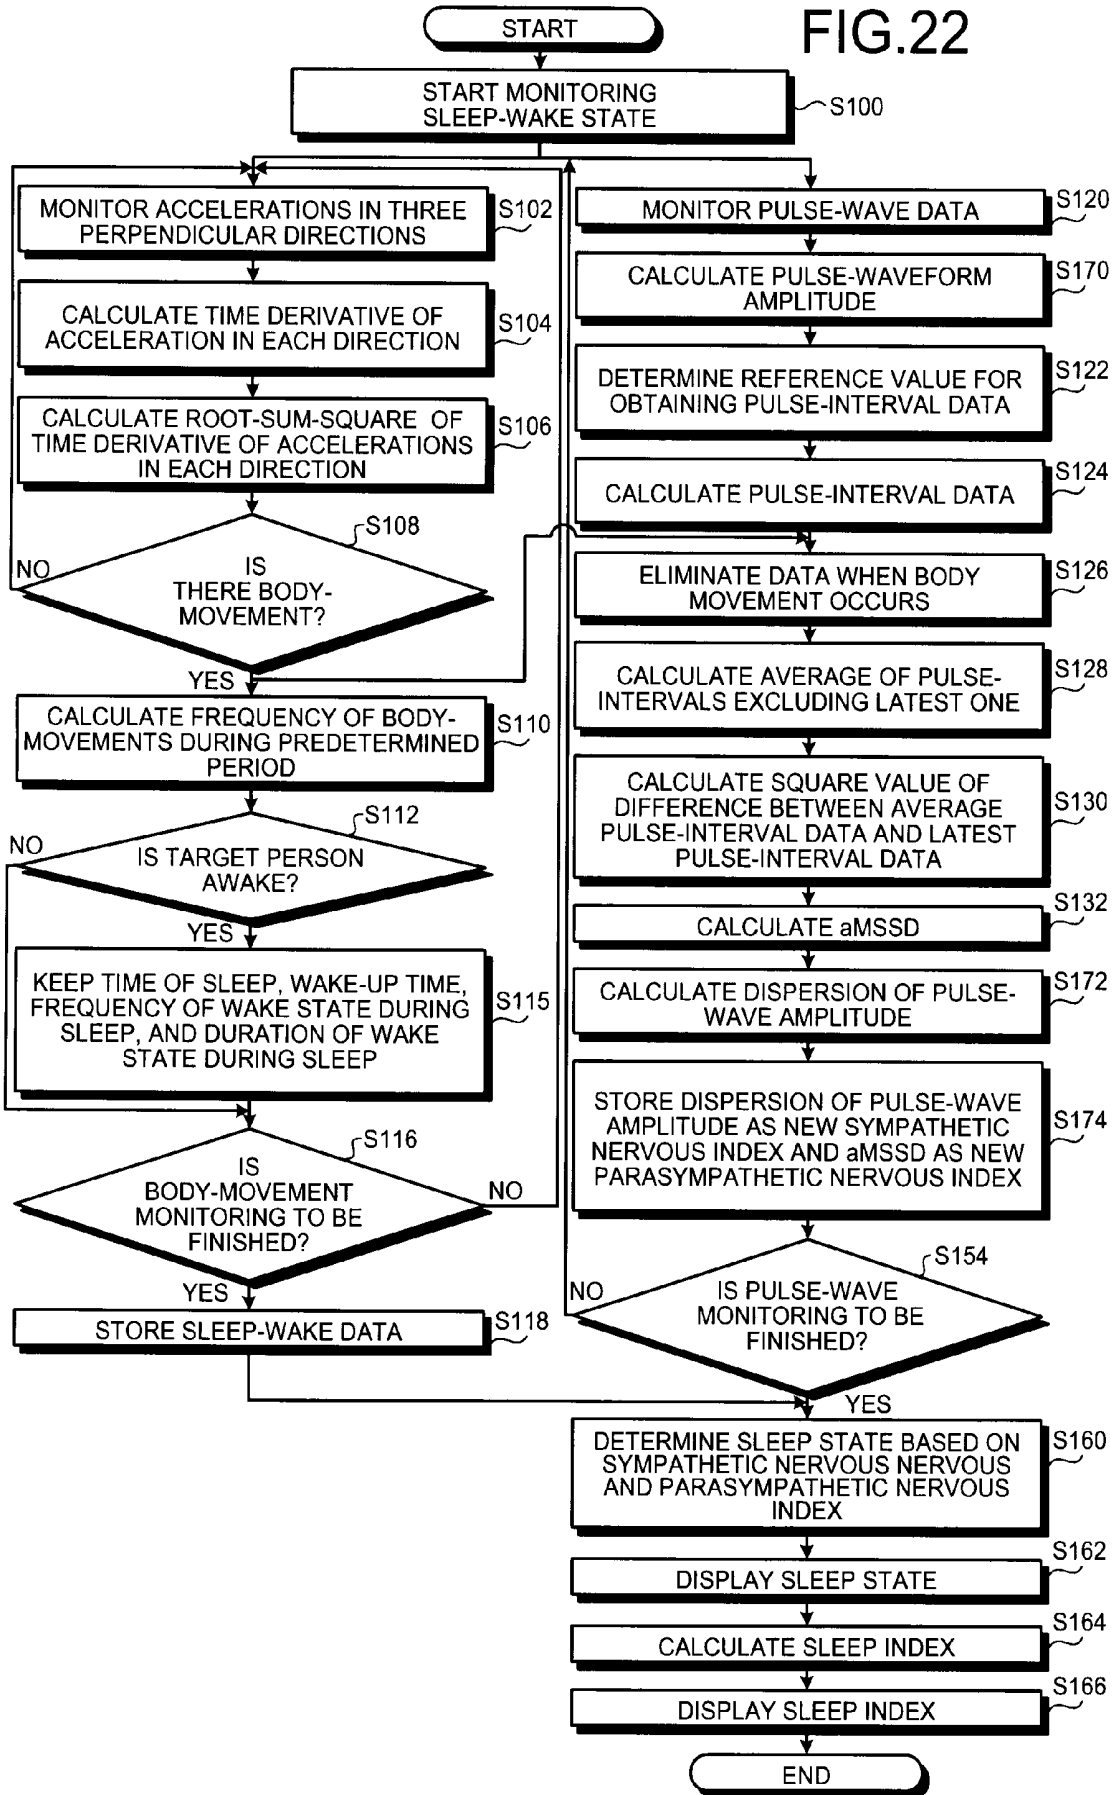 FIG.22
START
START MONITORING
SLEEP-WAKE STATE
S100
MONITOR ACCELERATIONS IN THREE
PERPENDICULAR DIRECTIONS
S102
CALCULATE TIME DERIVATIVE OF
ACCELERATION IN EACH DIRECTION
S104
CALCULATE ROOT-SUM-SQUARE OF
TIME DERIVATIVE OF ACCELERATIONS
IN EACH DIRECTION
S106
S108
IS
THERE BODY-
MOVEMENT?
NO
YES
CALCULATE FREQUENCY OF BODY-
MOVEMENTS DURING PREDETERMINED
PERIOD
S110
S112
IS TARGET PERSON
AWAKE?
NO
YES
KEEP TIME OF SLEEP, WAKE-UP TIME,
FREQUENCY OF WAKE STATE DURING
SLEEP, AND DURATION OF WAKE
STATE DURING SLEEP
S115
S116
IS
BODY-MOVEMENT
MONITORING TO BE
FINISHED?
NO
YES
STORE SLEEP-WAKE DATA
S118
MONITOR PULSE-WAVE DATA
S120
CALCULATE PULSE-WAVEFORM
AMPLITUDE
S170
DETERMINE REFERENCE VALUE FOR
OBTAINING PULSE-INTERVAL DATA
S122
CALCULATE PULSE-INTERVAL DATA
S124
ELIMINATE DATA WHEN BODY
MOVEMENT OCCURS
S126
CALCULATE AVERAGE OF PULSE-
INTERVALS EXCLUDING LATEST ONE
S128
CALCULATE SQUARE VALUE OF
DIFFERENCE BETWEEN AVERAGE
PULSE-INTERVAL DATA AND LATEST
PULSE-INTERVAL DATA
S130
CALCULATE aMSSD
S132
CALCULATE DISPERSION OF PULSE-
WAVE AMPLITUDE
S172
STORE DISPERSION OF PULSE-WAVE
AMPLITUDE AS NEW SYMPATHETIC
NERVOUS INDEX AND aMSSD AS NEW
PARASYMPATHETIC NERVOUS INDEX
S174
S154
IS PULSE-WAVE
MONITORING TO BE
FINISHED?
NO
YES
DETERMINE SLEEP STATE BASED ON
SYMPATHETIC NERVOUS NERVOUS
AND PARASYMPATHETIC NERVOUS
INDEX
S160
DISPLAY SLEEP STATE
S162
CALCULATE SLEEP INDEX
S164
DISPLAY SLEEP INDEX
S166
END